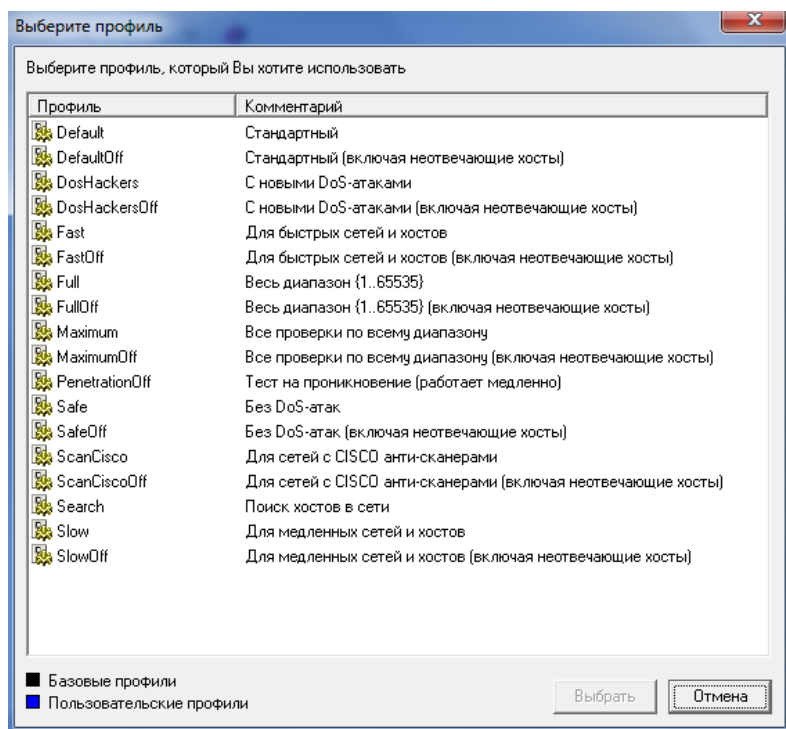 Выберите профиль
Выберите профиль, который Вы хотите использовать
Профиль Комментарий
Default Стандартный
DefaultOff Стандартный (включая неотвечающие хосты)
DosHackers С новыми DoS-атаками
DosHackersOff С новыми DoS-атаками (включая неотвечающие хосты)
Fast Для быстрых сетей и хостов
FastOff Для быстрых сетей и хостов (включая неотвечающие хосты)
Full Весь диапазон {1..65535}
FullOff Весь диапазон {1..65535} (включая неотвечающие хосты)
Maximum Все проверки по всему диапазону
MaximumOff Все проверки по всему диапазону (включая неотвечающие хосты)
PenetrationOff Тест на проникновение (работает медленно)
Safe Без DoS-атак
SafeOff Без DoS-атак (включая неотвечающие хосты)
ScanCisco Для сетей с CISCO анти-сканерами
ScanCiscoOff Для сетей с CISCO анти-сканерами (включая неотвечающие хосты)
Search Поиск хостов в сети
Slow Для медленных сетей и хостов
SlowOff Для медленных сетей и хостов (включая неотвечающие хосты)
Базовые профили
Пользовательские профили
Выбрать Отмена